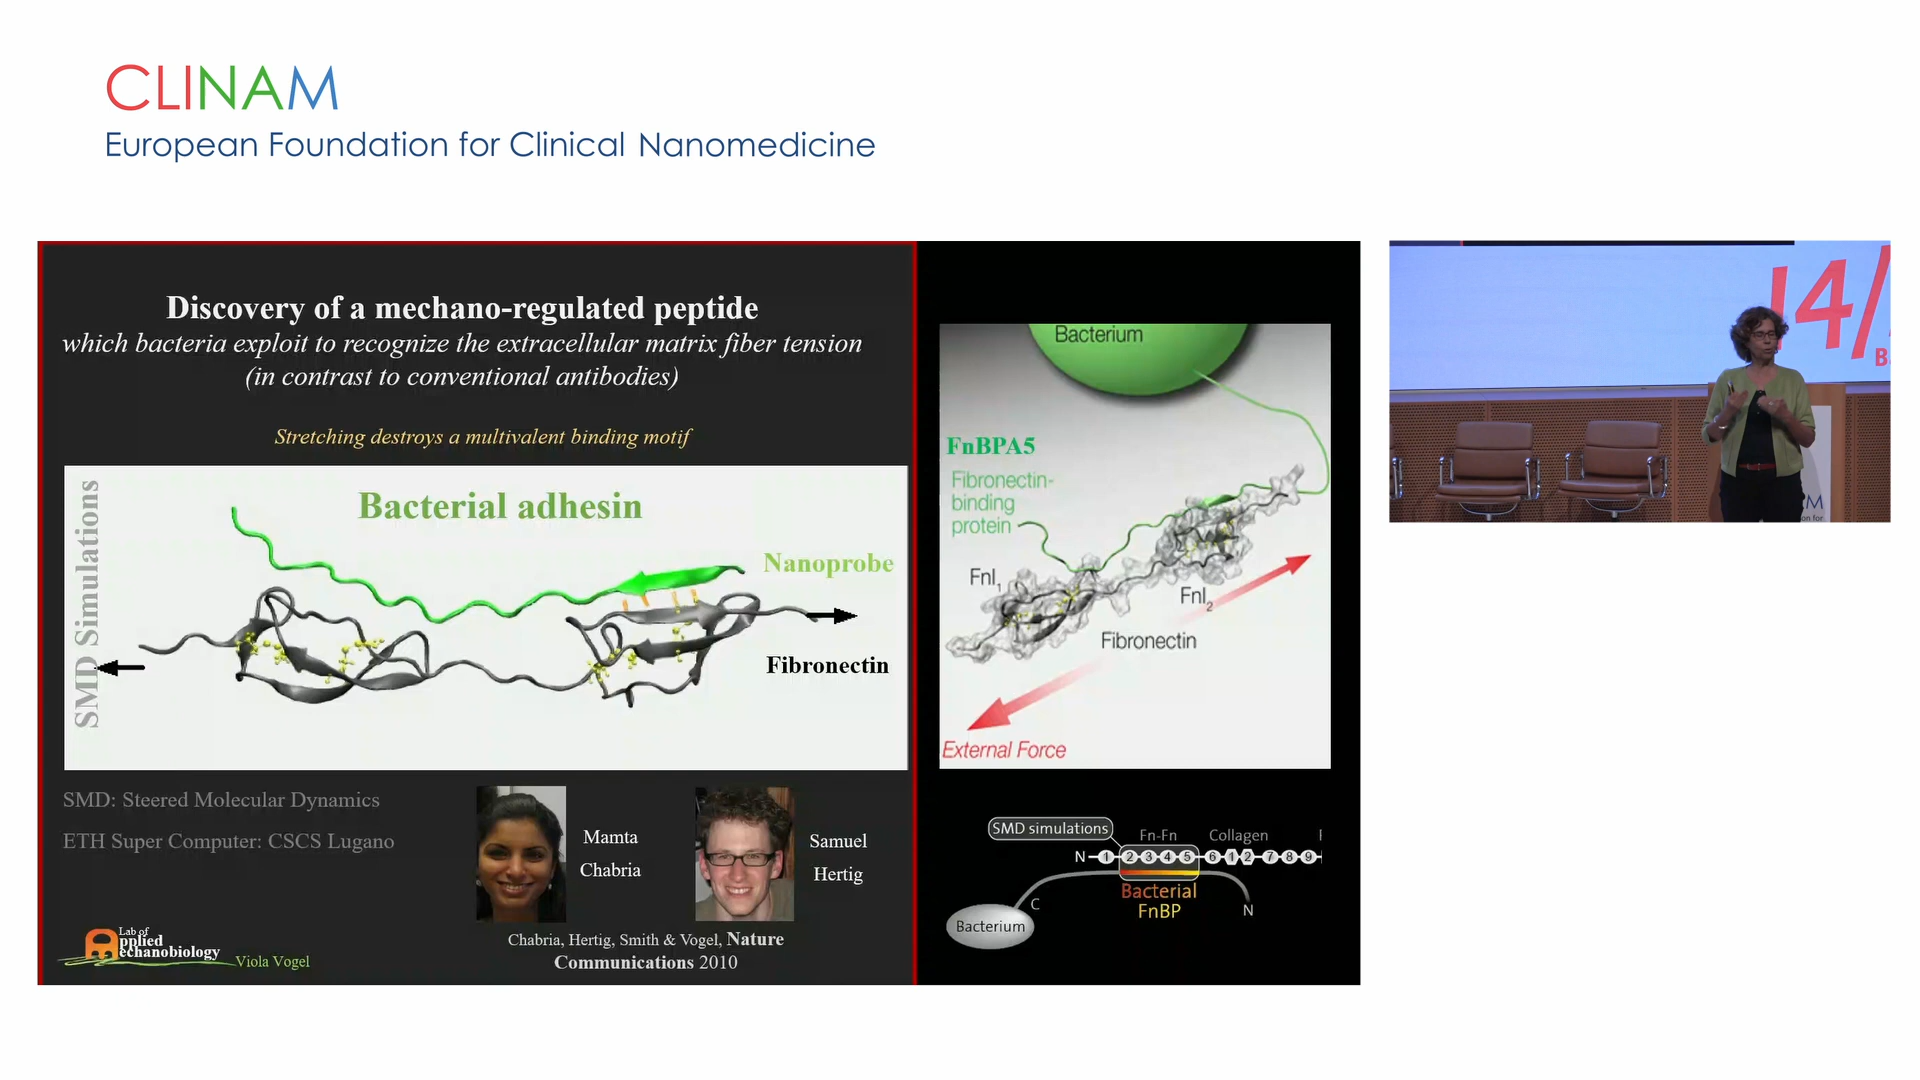 CLINAM
European Foundation for Clinical Nanomedicine
Discovery of a mechano-regulated peptide
which bacteria exploit to recognize the extracellular matrix fiber tension
(in contrast to conventional antibodies)
Stretching destroys a multivalent binding motif
SMD Simulations
Bacterial adhesin
Nanoprobe
Fibronectin
SMD: Steered Molecular Dynamics
ETH Super Computer: CSCS Lugano
Mamta
Chabria
Samuel
Hertig
Chabria, Hertig, Smith & Vogel, Nature
Communications 2010
Lab of
pplied
echanobiology
Viola Vogel
Bacterium
FnBPA5
Fibronectin-
binding
protein
FnI1
FnI2
Fibronectin
External Force
SMD simulations
Fn-Fn
Collagen
N 1 2 3 4 5 6 1 2 7 8 9
Bacterial
FnBP
C
N
Bacterium
14/
B
M
on for